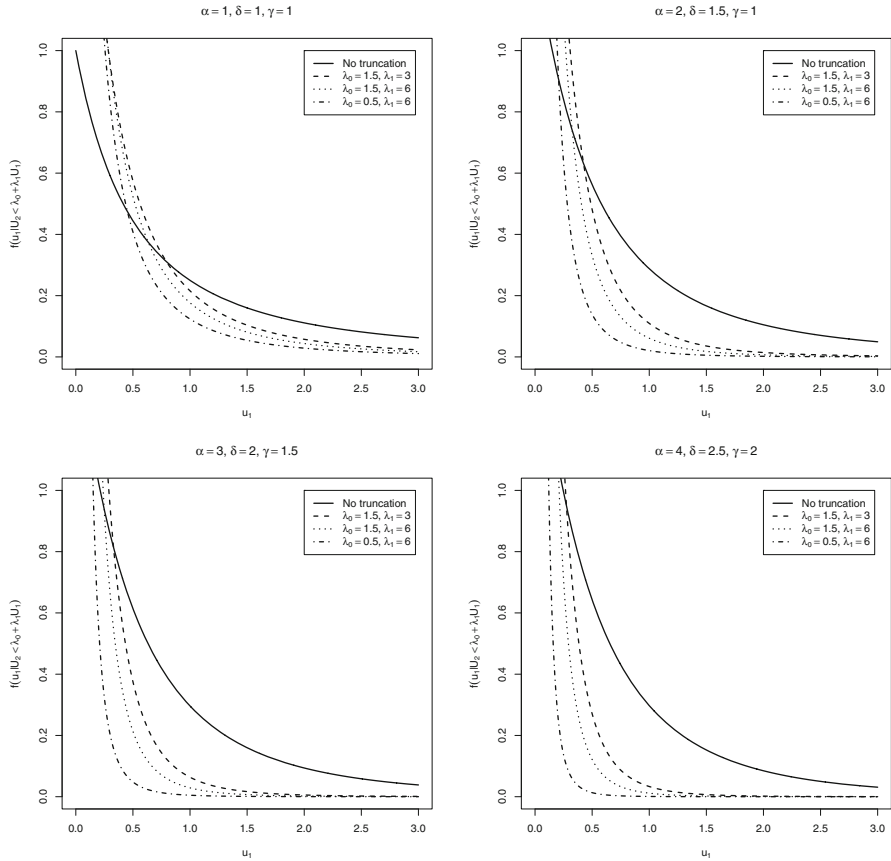 α = 1, δ = 1, γ = 1
f(u₁|U₂ < λ₀ + λ₁U₁)
1.0
0.8
0.6
0.4
0.2
0.0
No truncation
λ₀ = 1.5, λ₁ = 3
λ₀ = 1.5, λ₁ = 6
λ₀ = 0.5, λ₁ = 6
0.0 0.5 1.0 1.5 2.0 2.5 3.0
u₁
α = 2, δ = 1.5, γ = 1
f(u₁|U₂ < λ₀ + λ₁U₁)
1.0
0.8
0.6
0.4
0.2
0.0
No truncation
λ₀ = 1.5, λ₁ = 3
λ₀ = 1.5, λ₁ = 6
λ₀ = 0.5, λ₁ = 6
0.0 0.5 1.0 1.5 2.0 2.5 3.0
u₁
α = 3, δ = 2, γ = 1.5
f(u₁|U₂ < λ₀ + λ₁U₁)
1.0
0.8
0.6
0.4
0.2
0.0
No truncation
λ₀ = 1.5, λ₁ = 3
λ₀ = 1.5, λ₁ = 6
λ₀ = 0.5, λ₁ = 6
0.0 0.5 1.0 1.5 2.0 2.5 3.0
u₁
α = 4, δ = 2.5, γ = 2
f(u₁|U₂ < λ₀ + λ₁U₁)
1.0
0.8
0.6
0.4
0.2
0.0
No truncation
λ₀ = 1.5, λ₁ = 3
λ₀ = 1.5, λ₁ = 6
λ₀ = 0.5, λ₁ = 6
0.0 0.5 1.0 1.5 2.0 2.5 3.0
u₁